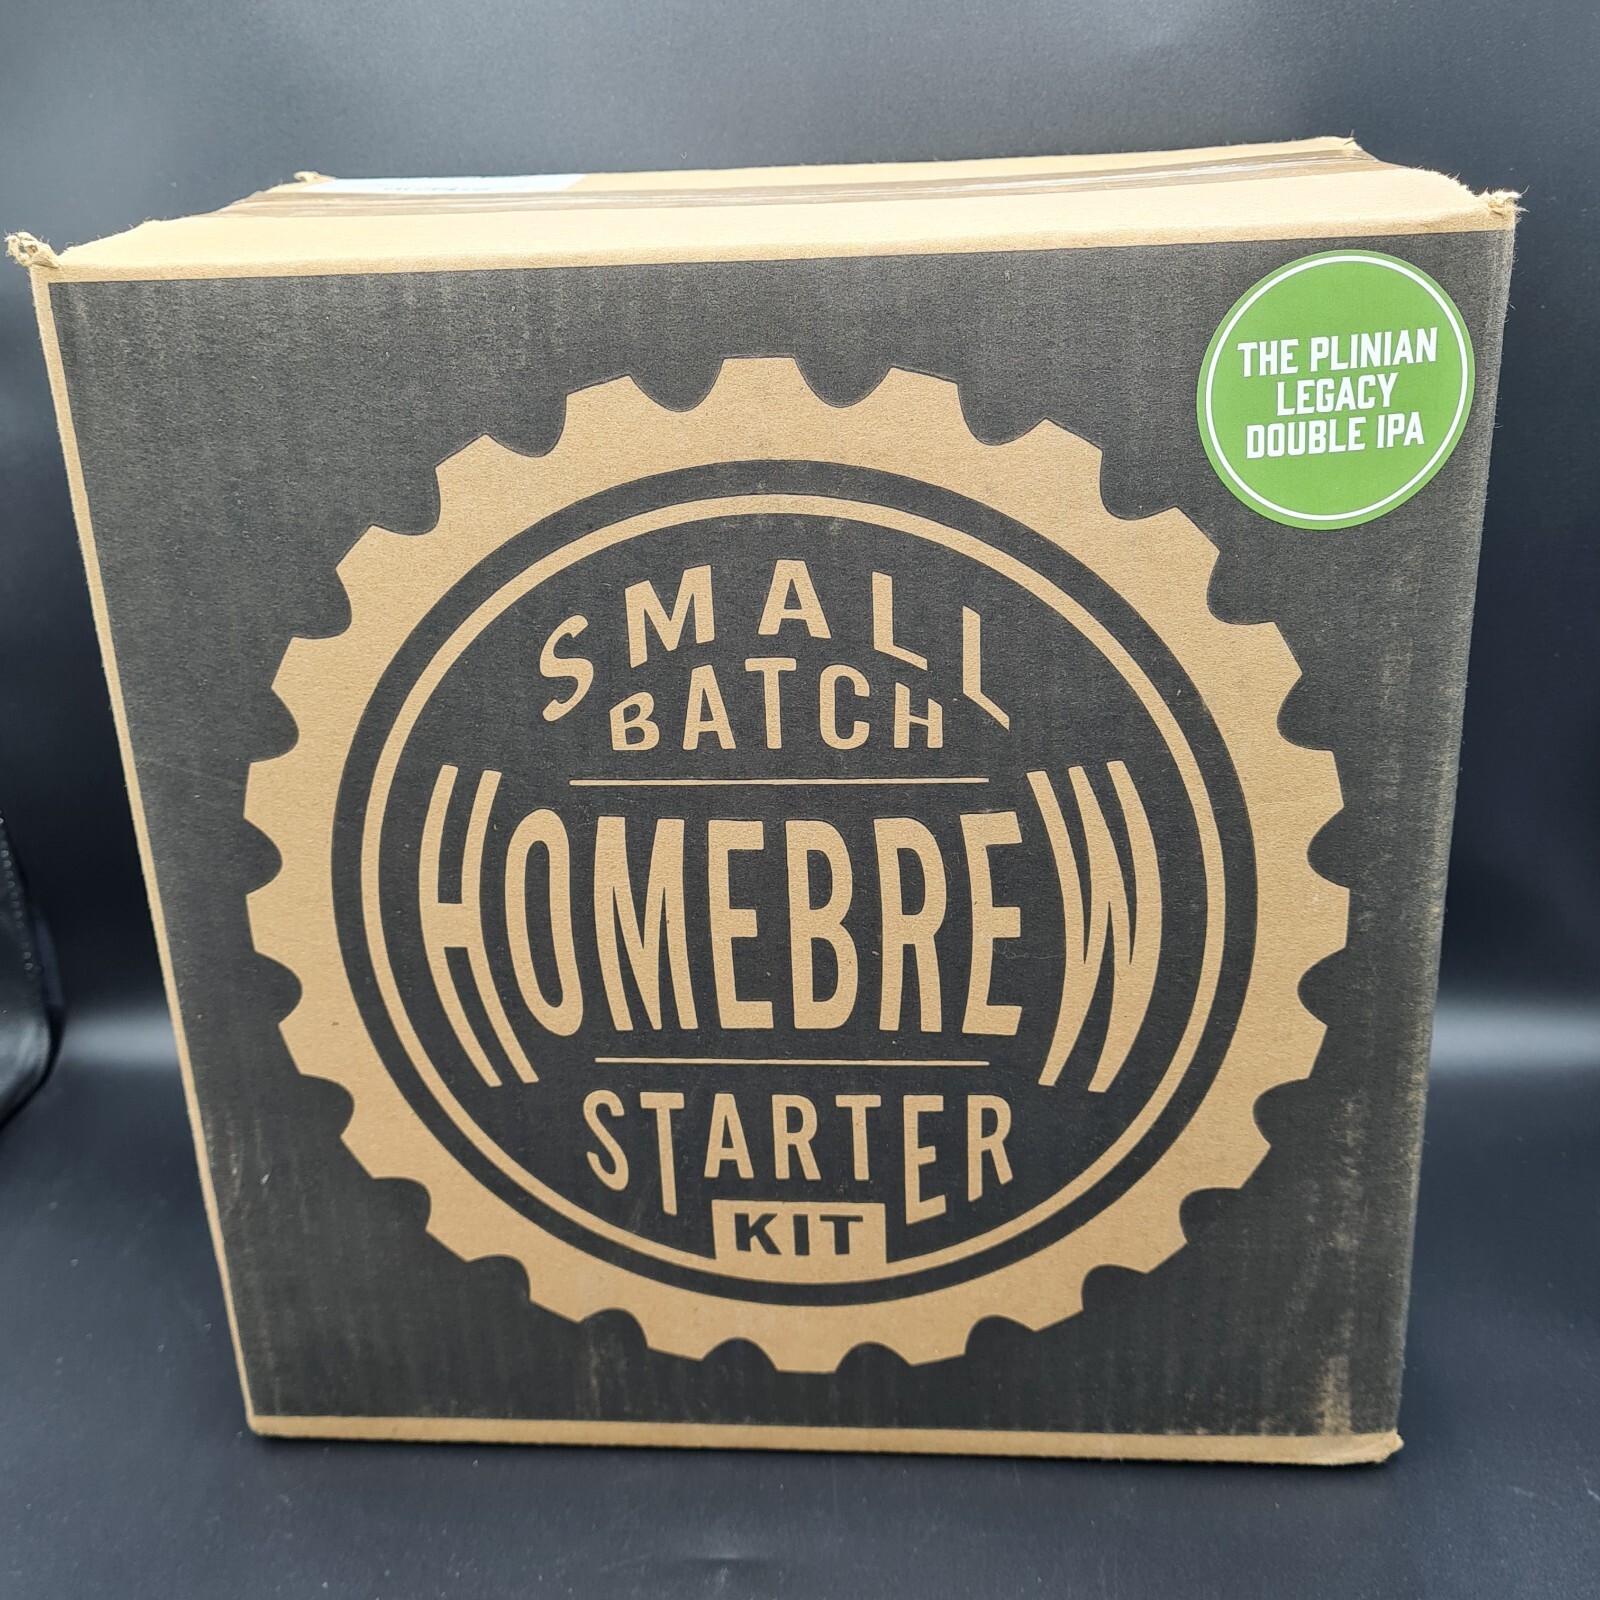 THE PLINIAN
LEGACY
DOUBLE IPA
SMALL
BATCH
HOMEBREW
STARTER
KIT